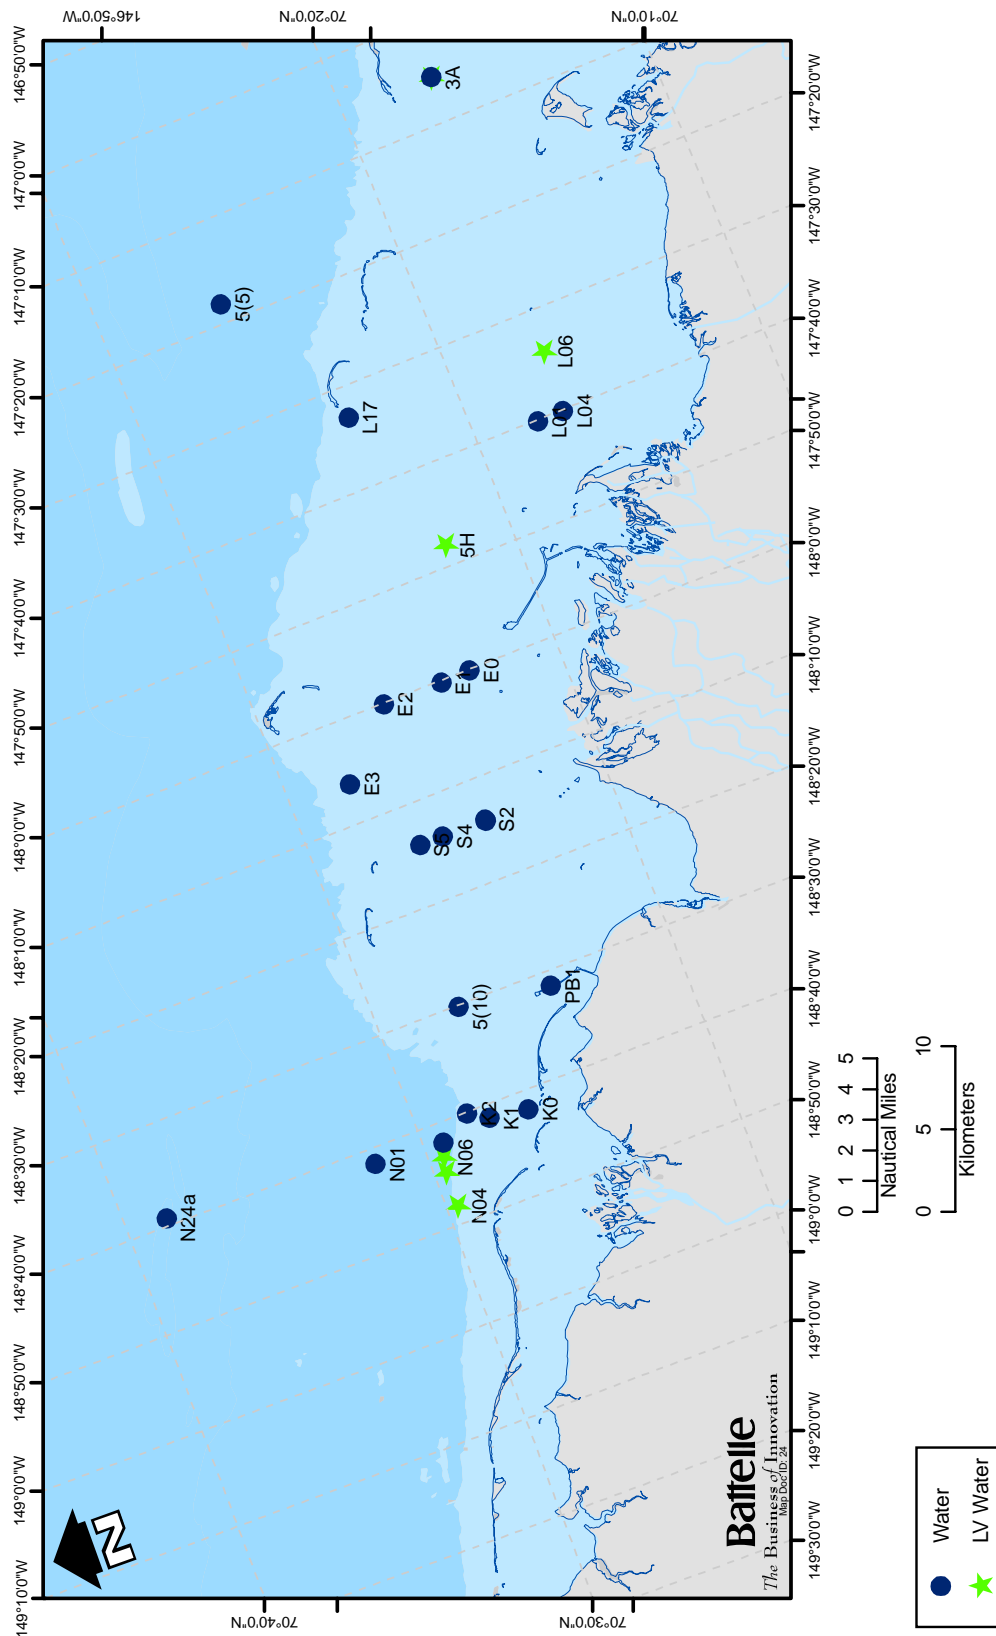 149°10'0"W
149°0'0"W
148°50'0"W
148°40'0"W
148°30'0"W
148°20'0"W
148°10'0"W
148°0'0"W
147°50'0"W
147°40'0"W
147°30'0"W
147°20'0"W
147°10'0"W
147°0'0"W
146°50'0"W
146°50'0"W
70°20'0"N
70°10'0"N
70°40'0"N
70°30'0"N
N
N24a
5(5)
N01
L17
E3
E2
3A
5H
E1
E0
S5
S4
S2
5(10)
N06
N04
K2
K1
K0
PB1
L06
L01
L04
Battelle
The Business of Innovation
Map Doc ID: 24
149°30'0"W
149°20'0"W
149°10'0"W
149°0'0"W
148°50'0"W
148°40'0"W
148°30'0"W
148°20'0"W
148°10'0"W
148°0'0"W
147°50'0"W
147°40'0"W
147°30'0"W
147°20'0"W
0 1 2 3 4 5
Nautical Miles
0 5 10
Kilometers
Water
LV Water